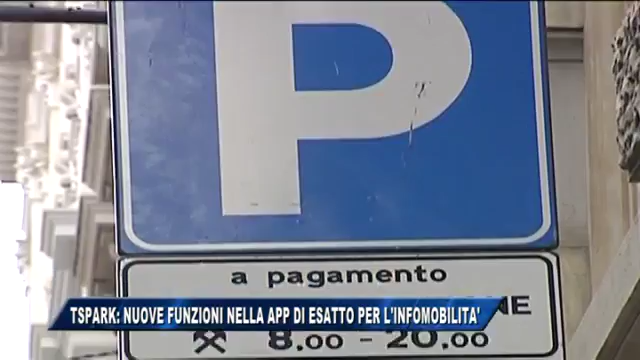 P
a pagamento
TSPARK: NUOVE FUNZIONI NELLA APP DI ESATTO PER L'INFOMOBILITA'
8.00 - 20.00